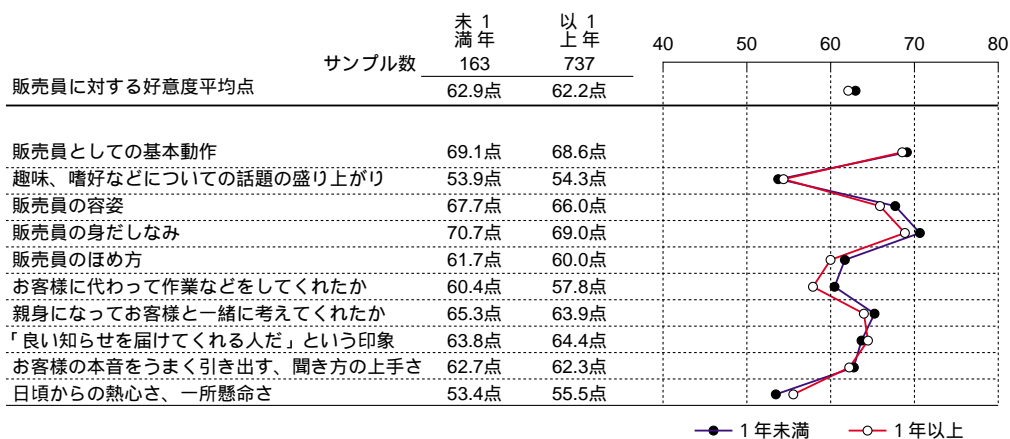 1年未満 1年以上
40 50 60 70 80
サンプル数 163 737
販売員に対する好意度平均点 62.9点 62.2点
販売員としての基本動作 69.1点 68.6点
趣味、嗜好などについての話題の盛り上がり 53.9点 54.3点
販売員の容姿 67.7点 66.0点
販売員の身だしなみ 70.7点 69.0点
販売員のほめ方 61.7点 60.0点
お客様に代わって作業などをしてくれたか 60.4点 57.8点
親身になってお客様と一緒に考えてくれたか 65.3点 63.9点
「良い知らせを届けてくれる人だ」という印象 63.8点 64.4点
お客様の本音をうまく引き出す、聞き方の上手さ 62.7点 62.3点
日頃からの熱心さ、一所懸命さ 53.4点 55.5点
1年未満 1年以上